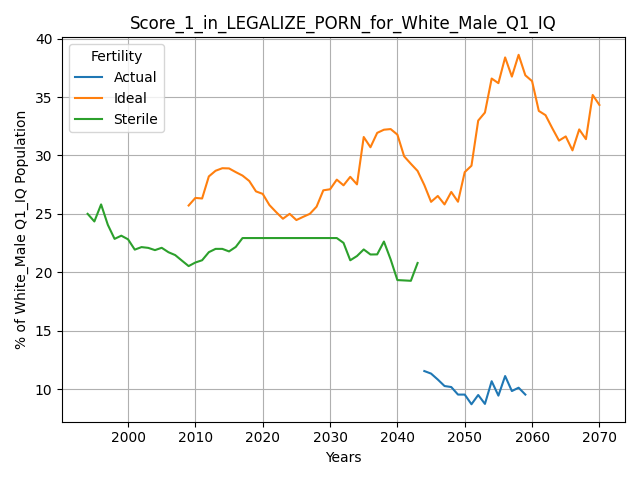 Score_1_in_LEGALIZE_PORN_for_White_Male_Q1_IQ
% of White_Male Q1_IQ Population
40
35
30
25
20
15
10
Fertility
Actual
Ideal
Sterile
2000 2010 2020 2030 2040 2050 2060 2070
Years